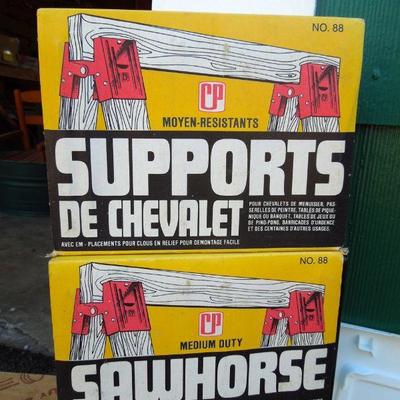 NO. 88
CP
MOYEN-RESISTANTS
SUPPORTS
DE CHEVALET
POUR CHEVALETS DE MENUISIER, PAS-
SERELLES DE PEINTRE, TABLES DE PIQUE-
NIQUE OU BANQUET, TABLES DE JEUX OU
DE PING-PONG, BARRICADES D'URGENCE
ET DES CENTAINES D'AUTRES USAGES.
AVEC EM-PLACEMENTS POUR CLOUS EN RELIEF POUR DEMONTAGE FACILE
NO. 88
CP
MEDIUM DUTY
SAWHORSE